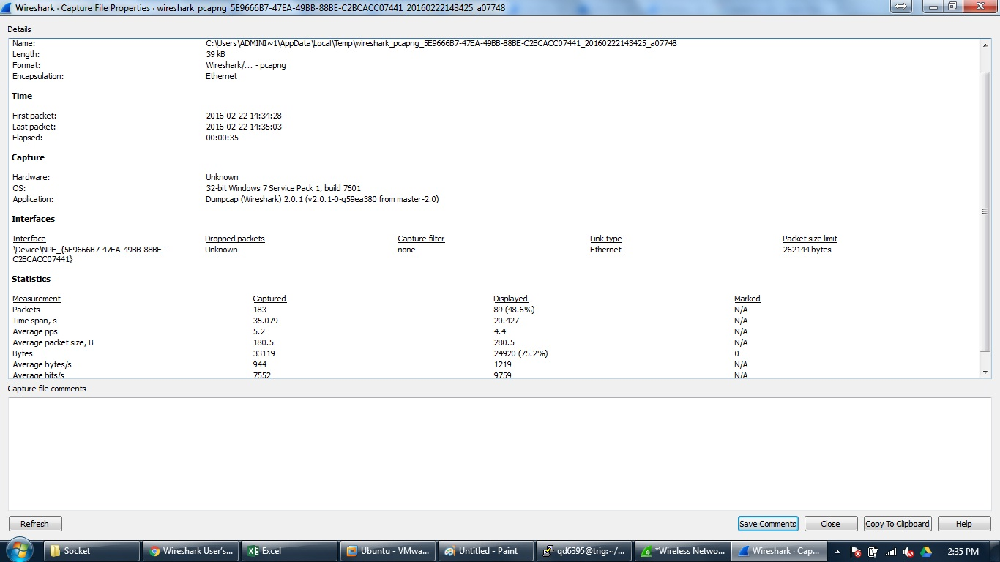 Wireshark · Capture File Properties · wireshark_pcapng_5E9666B7-47EA-49BB-88BE-C2BCACC07441_20160222143425_a07748
Details
Name: C:\Users\ADMINI~1\AppData\Local\Temp\wireshark_pcapng_5E9666B7-47EA-49BB-88BE-C2BCACC07441_20160222143425_a07748
Length: 39 kB
Format: Wireshark/... - pcapng
Encapsulation: Ethernet
Time
First packet: 2016-02-22 14:34:28
Last packet: 2016-02-22 14:35:03
Elapsed: 00:00:35
Capture
Hardware: Unknown
OS: 32-bit Windows 7 Service Pack 1, build 7601
Application: Dumpcap (Wireshark) 2.0.1 (v2.0.1-0-g59ea380 from master-2.0)
Interfaces
Interface Dropped packets Capture filter Link type Packet size limit
\Device\NPF_{5E9666B7-47EA-49BB-88BE- Unknown none Ethernet 262144 bytes
C2BCACC07441}
Statistics
Measurement Captured Displayed Marked
Packets 183 89 (48.6%) N/A
Time span, s 35.079 20.427 N/A
Average pps 5.2 4.4 N/A
Average packet size, B 180.5 280.5 N/A
Bytes 33119 24920 (75.2%) 0
Average bytes/s 944 1219 N/A
Average bits/s 7552 9759 N/A
Capture file comments
Refresh Save Comments Close Copy To Clipboard Help
Socket Wireshark User's... Excel Ubuntu - VMwa... Untitled - Paint qd6395@trig:~/... *Wireless Netwo... Wireshark · Cap... 2:35 PM